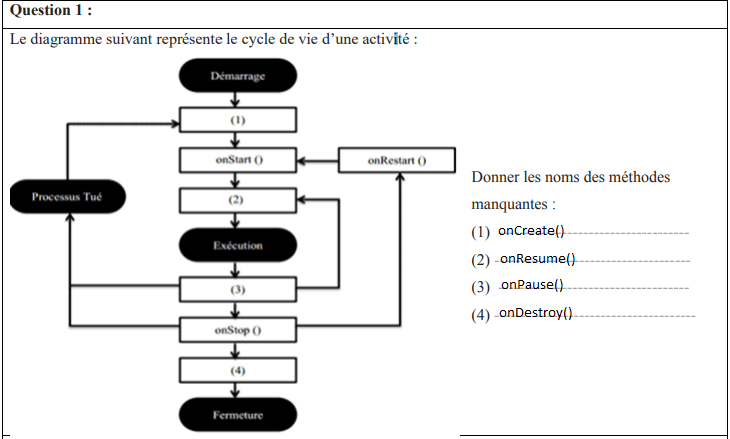 Question 1 :
Le diagramme suivant représente le cycle de vie d'une activité :
Démarrage
(1)
onStart ()
onRestart ()
Processus Tué
(2)
Exécution
(3)
onStop ()
(4)
Fermeture
Donner les noms des méthodes
manquantes :
(1) onCreate()
(2) onResume()
(3) onPause()
(4) onDestroy()